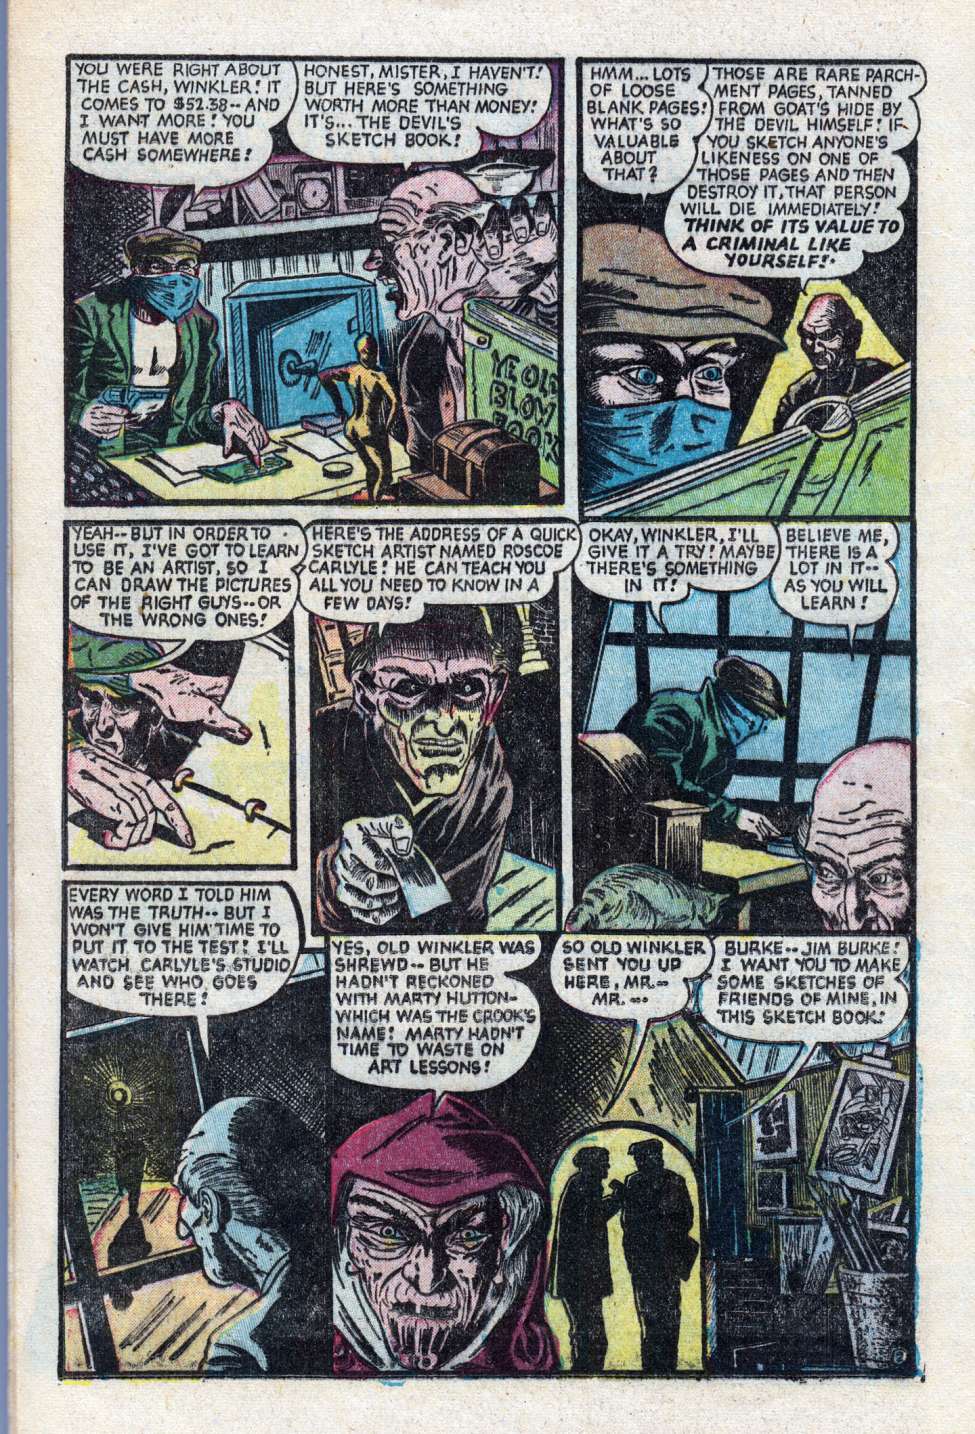 YOU WERE RIGHT ABOUT
THE CASH, WINKLER! IT
COMES TO $52.38-- AND
I WANT MORE! YOU
MUST HAVE MORE
CASH SOMEWHERE!
HONEST, MISTER, I HAVEN'T!
BUT HERE'S SOMETHING
WORTH MORE THAN MONEY!
IT'S... THE DEVIL'S
SKETCH BOOK!
YE OLD
BLOW
BOOK
HMM... LOTS
OF LOOSE
BLANK PAGES!
WHAT'S SO
VALUABLE
ABOUT
THAT?
THOSE ARE RARE PARCH-
MENT PAGES, TANNED
FROM GOAT'S HIDE BY
THE DEVIL HIMSELF! IF
YOU SKETCH ANYONE'S
LIKENESS ON ONE OF
THOSE PAGES AND THEN
DESTROY IT, THAT PERSON
WILL DIE IMMEDIATELY!
THINK OF ITS VALUE TO
A CRIMINAL LIKE
YOURSELF!
YEAH-- BUT IN ORDER TO
USE IT, I'VE GOT TO LEARN
TO BE AN ARTIST, SO I
CAN DRAW THE PICTURES
OF THE RIGHT GUYS-- OR
THE WRONG ONES!
HERE'S THE ADDRESS OF A QUICK
SKETCH ARTIST NAMED ROSCOE
CARLYLE! HE CAN TEACH YOU
ALL YOU NEED TO KNOW IN A
FEW DAYS!
OKAY, WINKLER, I'LL
GIVE IT A TRY! MAYBE
THERE'S SOMETHING
IN IT!
BELIEVE ME,
THERE IS A
LOT IN IT--
AS YOU WILL
LEARN!
EVERY WORD I TOLD HIM
WAS THE TRUTH-- BUT I
WON'T GIVE HIM TIME TO
PUT IT TO THE TEST! I'LL
WATCH CARLYLE'S STUDIO
AND SEE WHO GOES
THERE!
YES, OLD WINKLER WAS
SHREWD-- BUT HE
HADN'T RECKONED
WITH MARTY HUTTON--
WHICH WAS THE CROOK'S
NAME! MARTY HADN'T
TIME TO WASTE ON
ART LESSONS!
SO OLD WINKLER
SENT YOU UP
HERE, MR.--
MR. --.
BURKE-- JIM BURKE!
I WANT YOU TO MAKE
SOME SKETCHES OF
FRIENDS OF MINE, IN
THIS SKETCH BOOK!